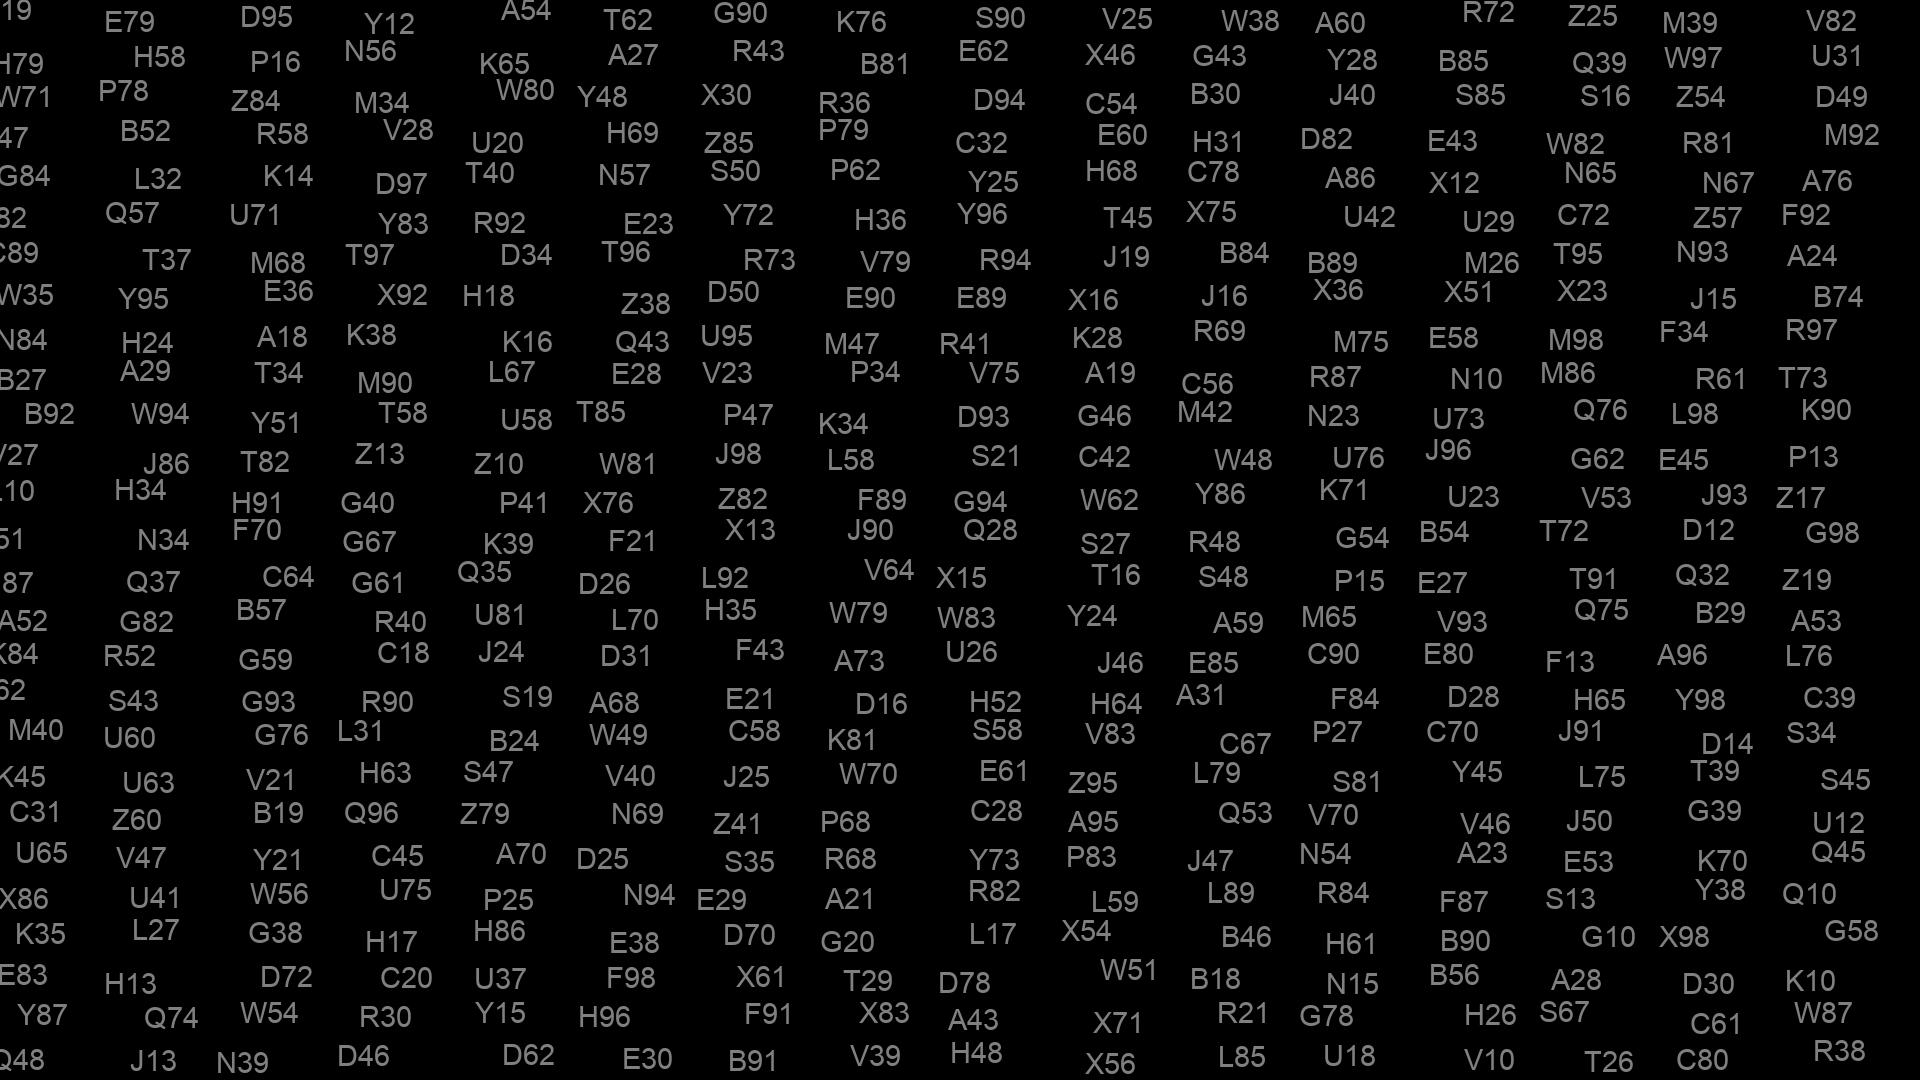 19 E79 D95 Y12 A54 T62 G90 K76 S90 V25 W38 A60 R72 Z25 M39 V82
H79 H58 P16 N56 K65 A27 R43 B81 E62 X46 G43 Y28 B85 Q39 W97 U31
W71 P78 Z84 M34 W80 Y48 X30 R36 D94 C54 B30 J40 S85 S16 Z54 D49
47 B52 R58 V28 U20 H69 Z85 P79 C32 E60 H31 D82 E43 W82 R81 M92
G84 L32 K14 D97 T40 N57 S50 P62 Y25 H68 C78 A86 X12 N65 N67 A76
82 Q57 U71 Y83 R92 E23 Y72 H36 Y96 T45 X75 U42 U29 C72 Z57 F92
C89 T37 M68 T97 D34 T96 R73 V79 R94 J19 B84 B89 M26 T95 N93 A24
W35 Y95 E36 X92 H18 Z38 D50 E90 E89 X16 J16 X36 X51 X23 J15 B74
N84 H24 A18 K38 K16 Q43 U95 M47 R41 K28 R69 M75 E58 M98 F34 R97
B27 A29 T34 M90 L67 E28 V23 P34 V75 A19 C56 R87 N10 M86 R61 T73
B92 W94 Y51 T58 U58 T85 P47 K34 D93 G46 M42 N23 U73 Q76 L98 K90
V27 J86 T82 Z13 Z10 W81 J98 L58 S21 C42 W48 U76 J96 G62 E45 P13
10 H34 H91 G40 P41 X76 Z82 F89 G94 W62 Y86 K71 U23 V53 J93 Z17
51 N34 F70 G67 K39 F21 X13 J90 Q28 S27 R48 G54 B54 T72 D12 G98
87 Q37 C64 G61 Q35 D26 L92 V64 X15 T16 S48 P15 E27 T91 Q32 Z19
A52 G82 B57 R40 U81 L70 H35 W79 W83 Y24 A59 M65 V93 Q75 B29 A53
K84 R52 G59 C18 J24 D31 F43 A73 U26 J46 E85 C90 E80 F13 A96 L76
62 S43 G93 R90 S19 A68 E21 D16 H52 H64 A31 F84 D28 H65 Y98 C39
M40 U60 G76 L31 B24 W49 C58 K81 S58 V83 C67 P27 C70 J91 D14 S34
K45 U63 V21 H63 S47 V40 J25 W70 E61 Z95 L79 S81 Y45 L75 T39 S45
C31 Z60 B19 Q96 Z79 N69 Z41 P68 C28 A95 Q53 V70 V46 J50 G39 U12
U65 V47 Y21 C45 A70 D25 S35 R68 Y73 P83 J47 N54 A23 E53 K70 Q45
X86 U41 W56 U75 P25 N94 E29 A21 R82 L59 L89 R84 F87 S13 Y38 Q10
K35 L27 G38 H17 H86 E38 D70 G20 L17 X54 B46 H61 B90 G10 X98 G58
E83 H13 D72 C20 U37 F98 X61 T29 D78 W51 B18 N15 B56 A28 D30 K10
Y87 Q74 W54 R30 Y15 H96 F91 X83 A43 X71 R21 G78 H26 S67 C61 W87
Q48 J13 N39 D46 D62 E30 B91 V39 H48 X56 L85 U18 V10 T26 C80 R38